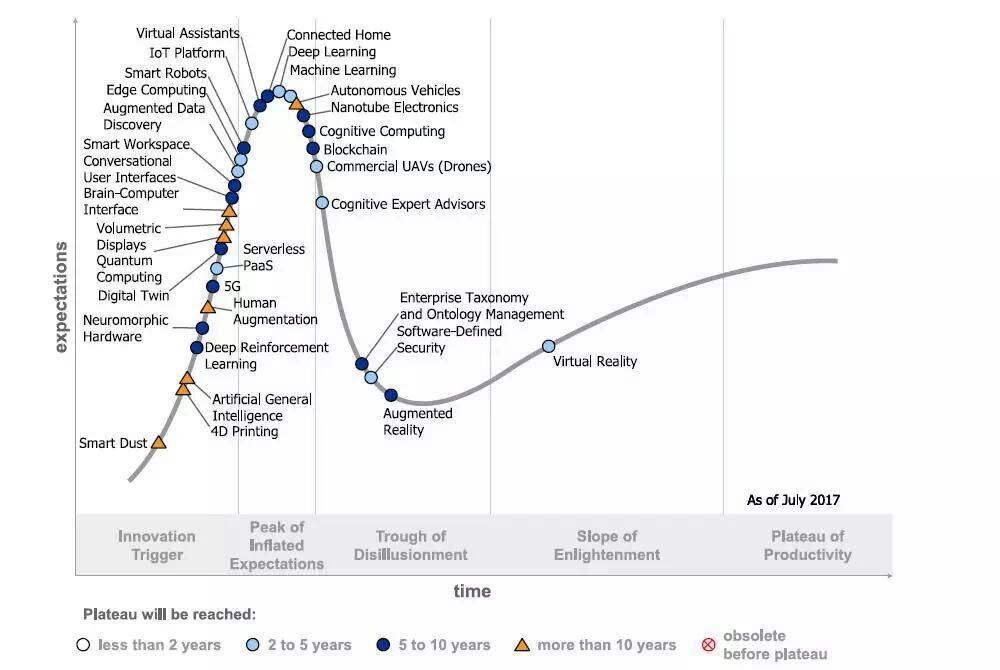 Virtual Assistants
IoT Platform
Smart Robots
Edge Computing
Augmented Data
Discovery
Smart Workspace
Conversational
User Interfaces
Brain-Computer
Interface
Volumetric
Displays
Quantum
Computing
Digital Twin
Neuromorphic
Hardware
Smart Dust
Connected Home
Deep Learning
Machine Learning
Autonomous Vehicles
Nanotube Electronics
Cognitive Computing
Blockchain
Commercial UAVs (Drones)
Cognitive Expert Advisors
Serverless
PaaS
5G
Human
Augmentation
Deep Reinforcement
Learning
Artificial General
Intelligence
4D Printing
Enterprise Taxonomy
and Ontology Management
Software-Defined
Security
Augmented
Reality
Virtual Reality
expectations
As of July 2017
Innovation
Trigger
Peak of
Inflated
Expectations
Trough of
Disillusionment
Slope of
Enlightenment
Plateau of
Productivity
time
Plateau will be reached:
less than 2 years
2 to 5 years
5 to 10 years
more than 10 years
obsolete
before plateau